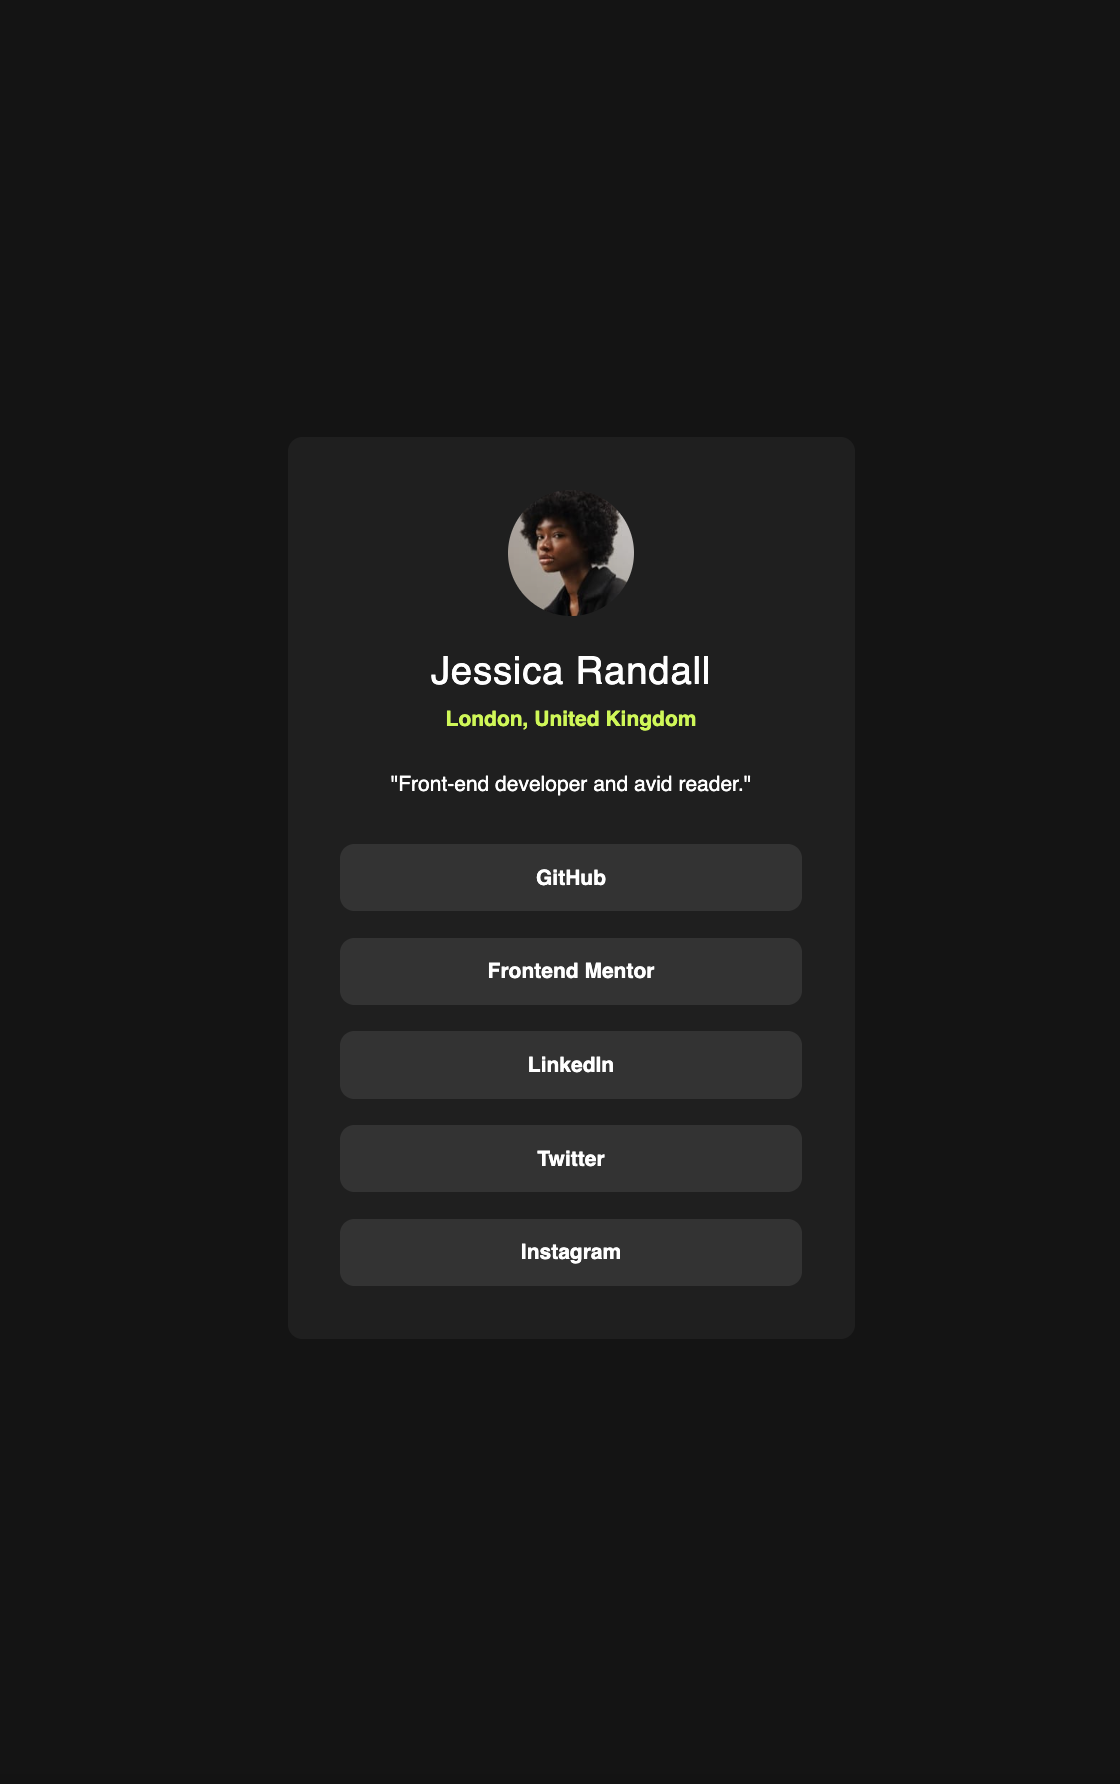 Jessica Randall
London, United Kingdom
"Front-end developer and avid reader."
GitHub
Frontend Mentor
LinkedIn
Twitter
Instagram